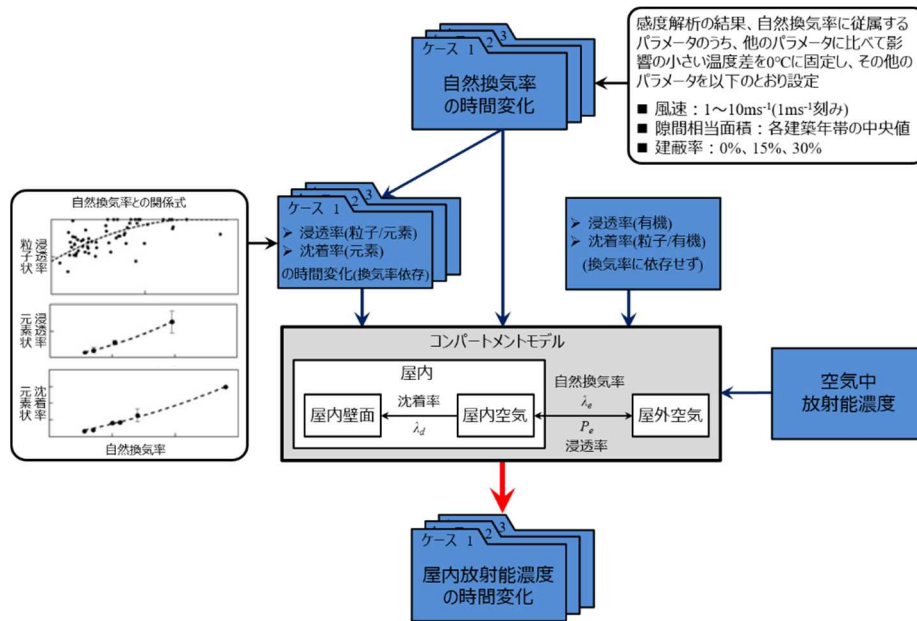 感度解析の結果、自然換気率に従属する
パラメータのうち、他のパラメータに比べて影
響の小さい温度差を0℃に固定し、その他の
パラメータを以下のとおり設定
■ 風速：1～10ms-1(1ms-1刻み)
■ 隙間相当面積：各建築年帯の中央値
■ 建蔽率：0%、15%、30%
ケース 1 2 3
自然換気率
の時間変化
自然換気率との関係式
粒子状
浸透率
元素状
浸透率
元素状
沈着率
自然換気率
ケース 1 2 3
➢ 浸透率(粒子/元素)
➢ 沈着率(元素)
の時間変化(換気率依存)
➢ 浸透率(有機)
➢ 沈着率(粒子/有機)
(換気率に依存せず)
コンパートメントモデル
屋内
屋内壁面
沈着率
λd
屋内空気
自然換気率
λe
Pe
浸透率
屋外空気
空気中
放射能濃度
ケース 1 2 3
屋内放射能濃度
の時間変化